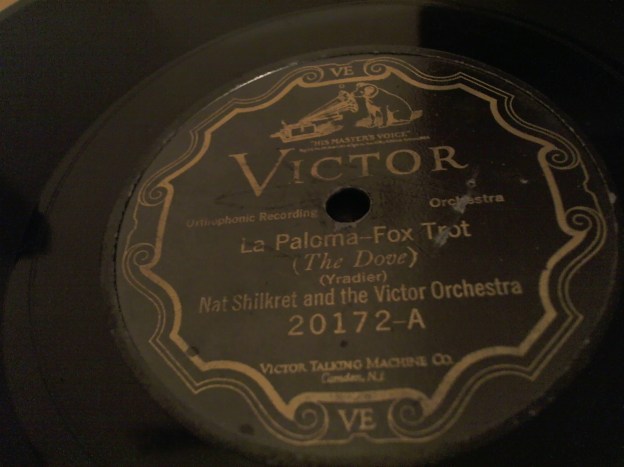 VE
"HIS MASTER'S VOICE"
VICTOR
Orthophonic Recording Orchestra
La Paloma-Fox Trot
(The Dove)
(Yradier)
Nat Shilkret and the Victor Orchestra
20172-A
VICTOR TALKING MACHINE CO.
Camden, N.J.
VE